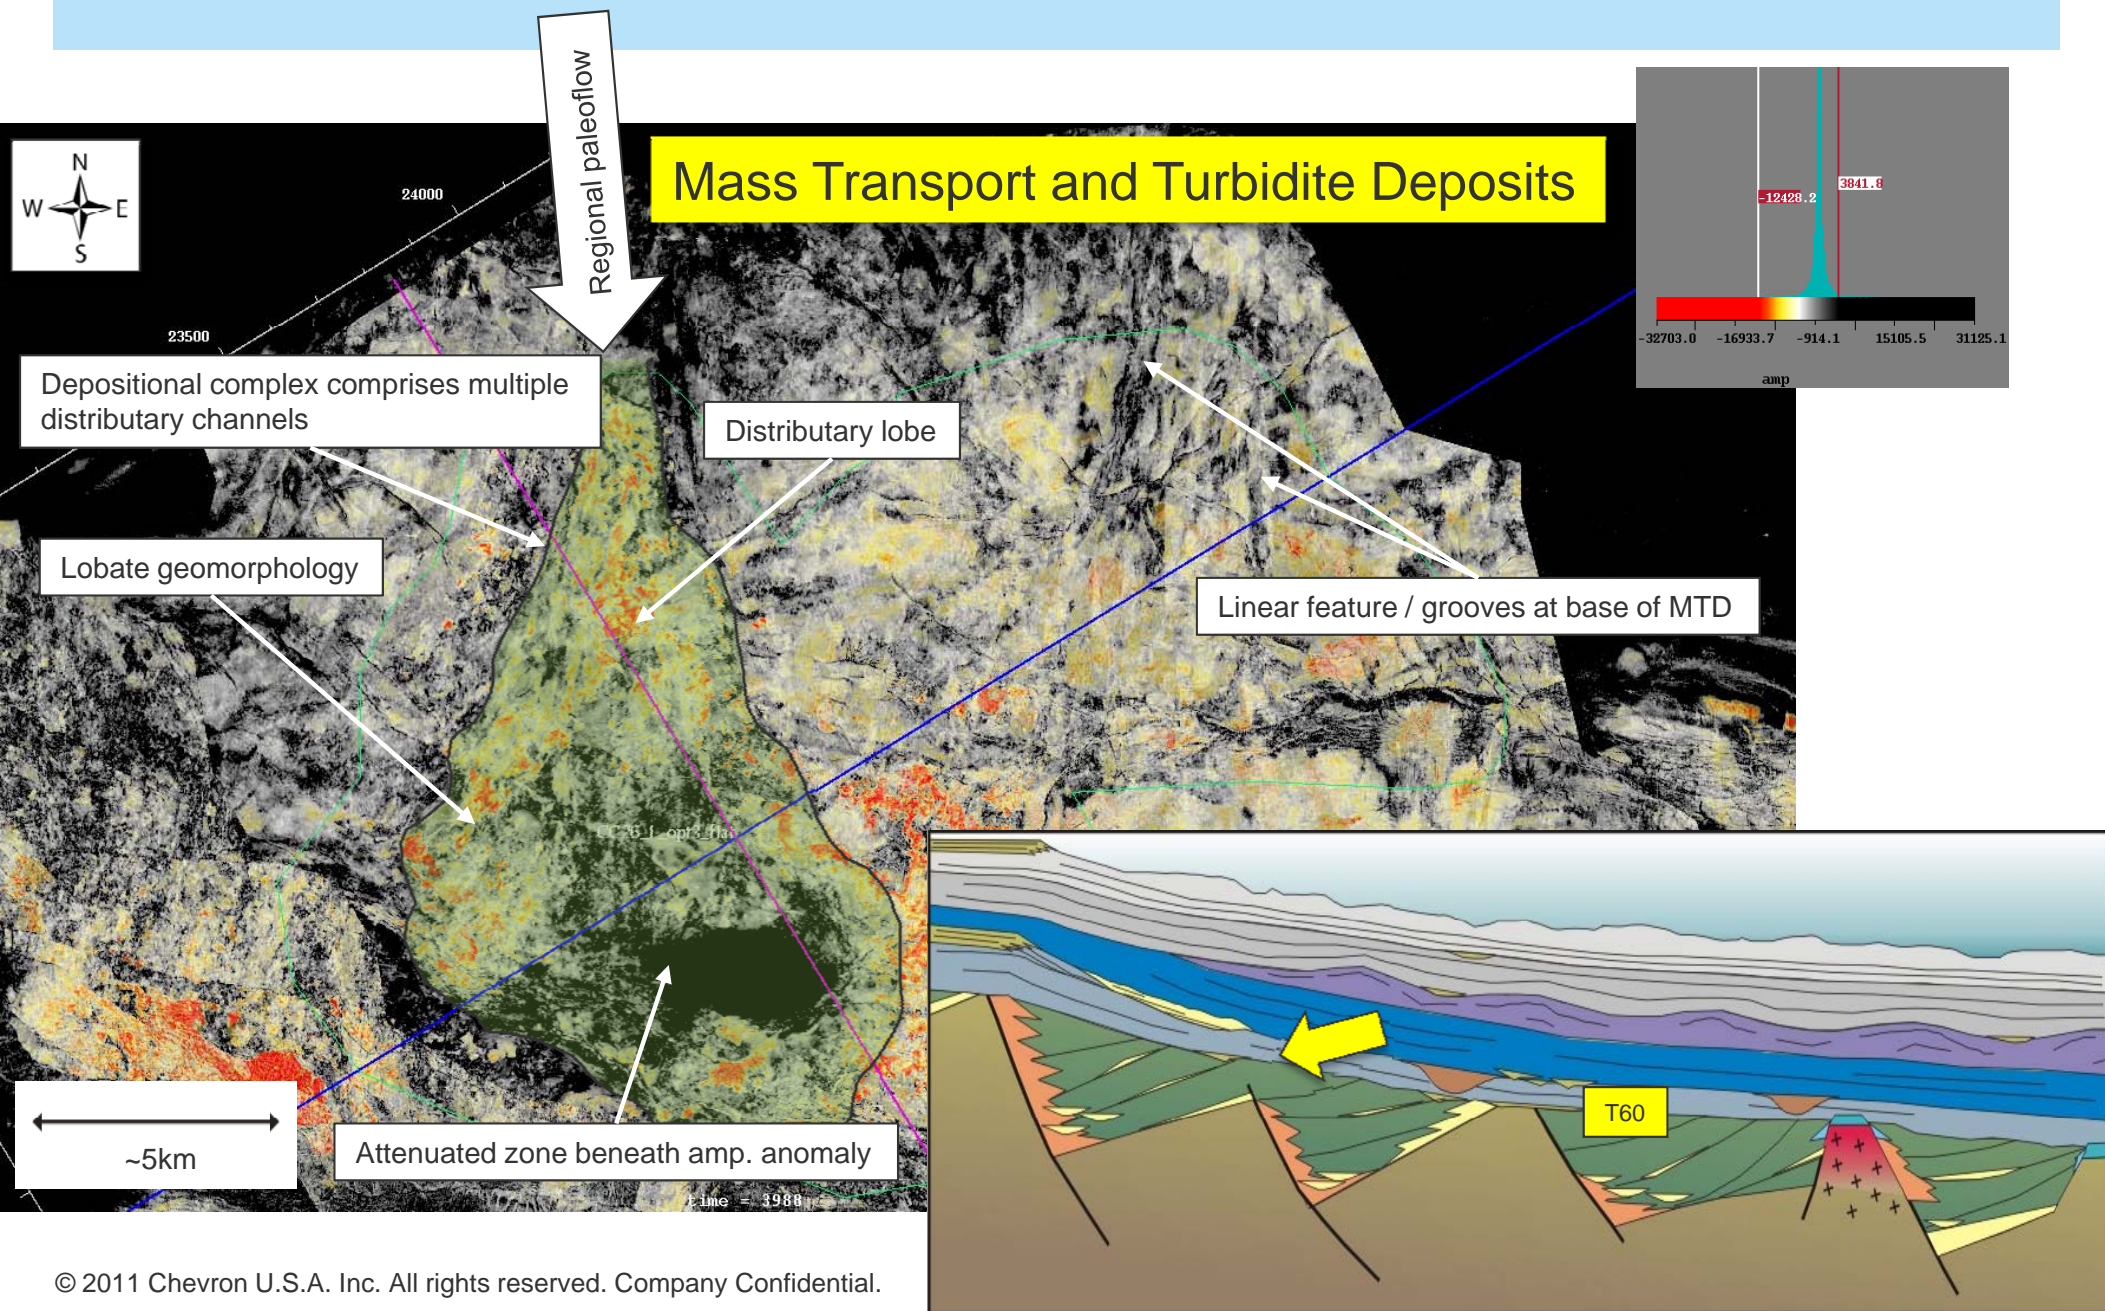 Regional paleoflow
Mass Transport and Turbidite Deposits
N
W
E
S
24000
23500
-12428.2
3841.8
-32703.0
-16933.7
-914.1
15105.5
31125.1
amp
Depositional complex comprises multiple
distributary channels
Distributary lobe
Lobate geomorphology
Linear feature / grooves at base of MTD
Attenuated zone beneath amp. anomaly
~5km
time = 3988
T60
© 2011 Chevron U.S.A. Inc. All rights reserved. Company Confidential.